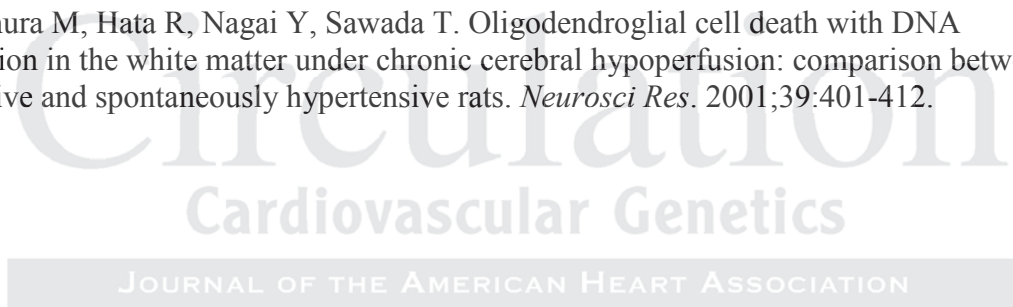 ura M, Hata R, Nagai Y, Sawada T. Oligodendroglial cell death with DNA
ion in the white matter under chronic cerebral hypoperfusion: comparison betw
ive and spontaneously hypertensive rats. Neurosci Res. 2001;39:401-412.
Circulation
Cardiovascular Genetics
JOURNAL OF THE AMERICAN HEART ASSOCIATION